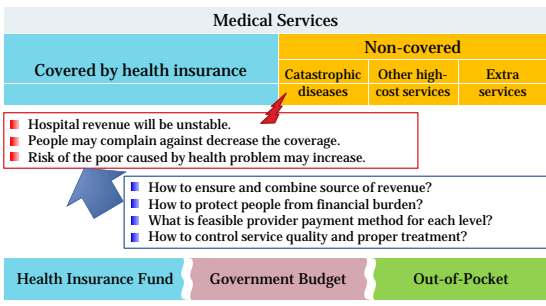 Medical Services
Covered by health insurance
Non-covered
Catastrophic
diseases
Other high-
cost services
Extra
services
Hospital revenue will be unstable.
People may complain against decrease the coverage.
Risk of the poor caused by health problem may increase.
How to ensure and combine source of revenue?
How to protect people from financial burden?
What is feasible provider payment method for each level?
How to control service quality and proper treatment?
Health Insurance Fund
Government Budget
Out-of-Pocket